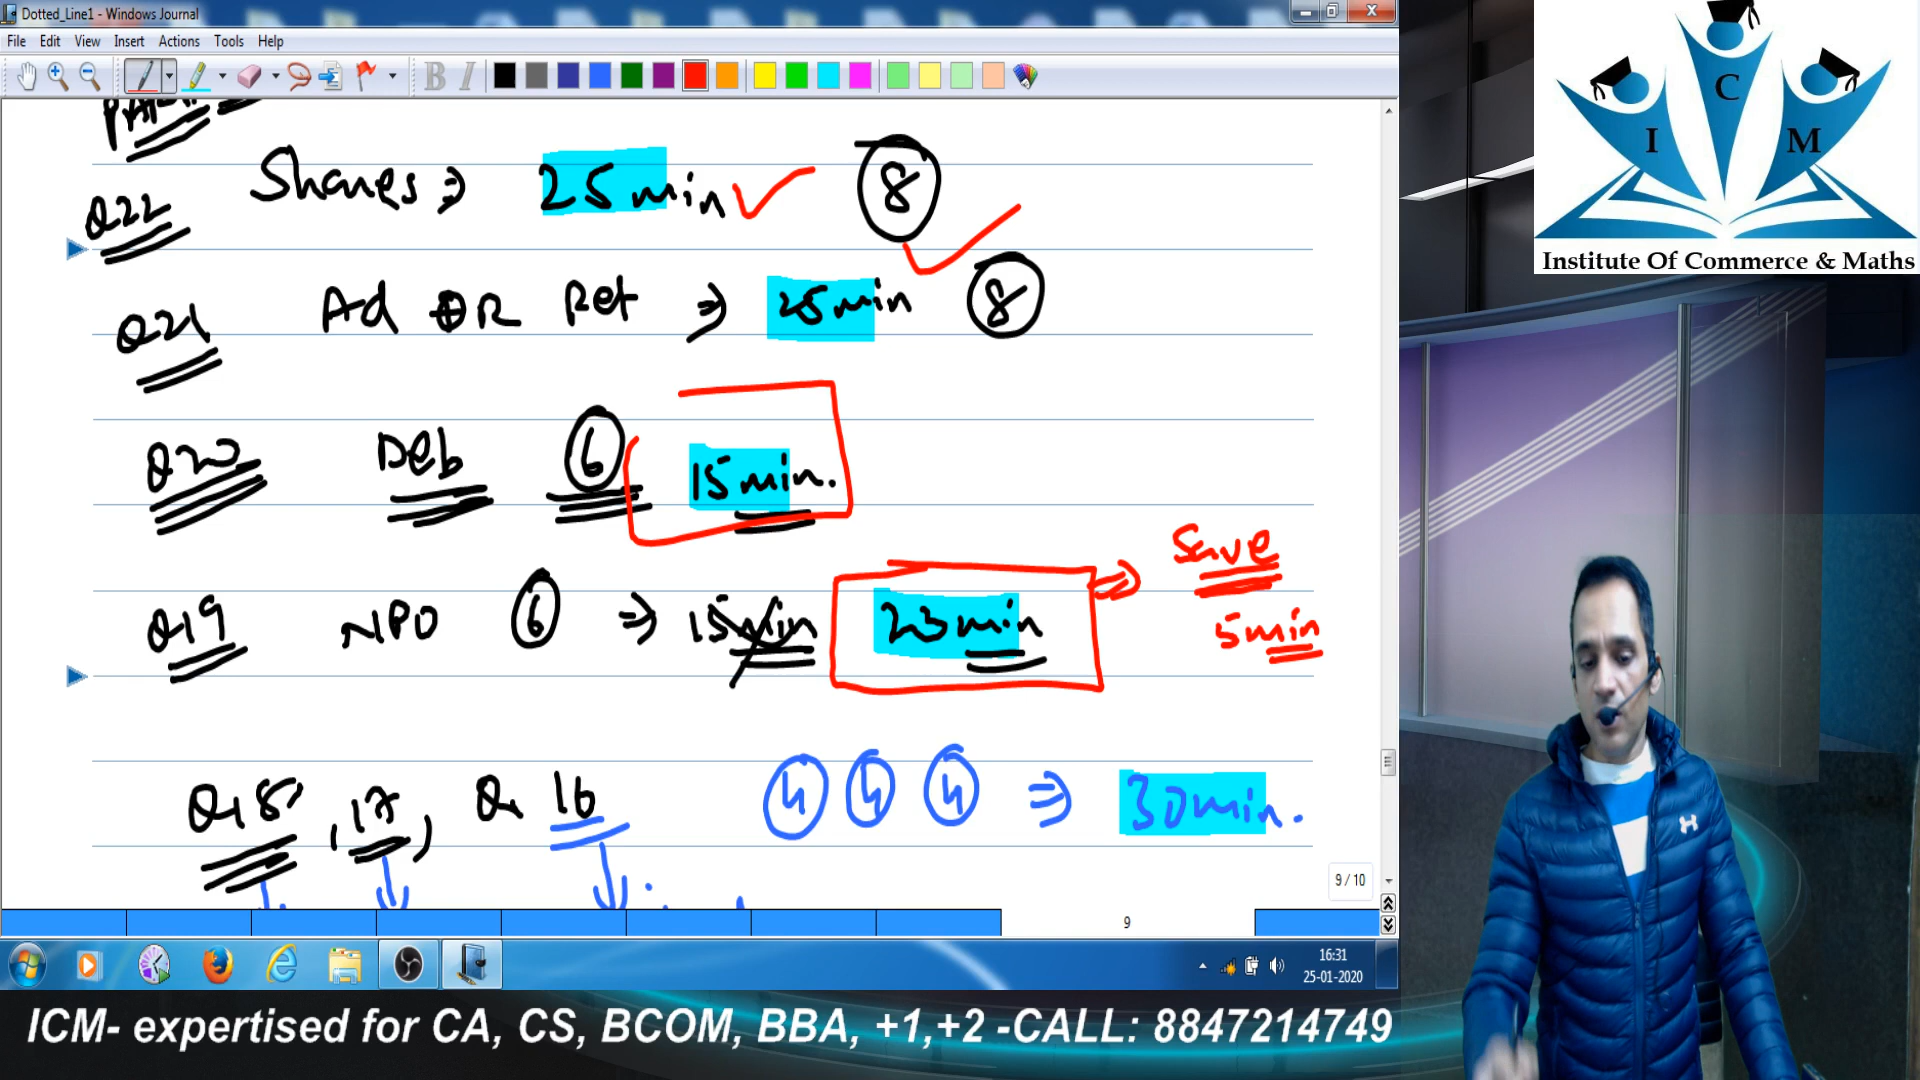 Dotted_Line1 - Windows Journal
File Edit View Insert Actions Tools Help
Q22 Shares ⇒ 25 min ✓ 8
Q21 Ad OR Ret ⇒ 25 min 8
Q20 Deb 6 15 min.
Q19 NPO 6 ⇒ 15 min 23 min ⇒ Save
5 min
Q18, 17, Q 16 4 4 4 ⇒ 30 min.
9 / 10
9
16:31
25-01-2020
I C M
Institute Of Commerce & Maths
ICM- expertised for CA, CS, BCOM, BBA, +1,+2 -CALL: 8847214749